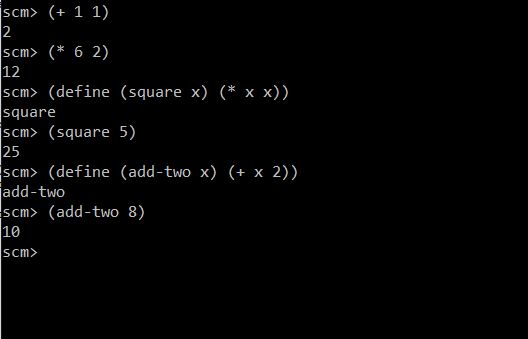 scm> (+ 1 1)
2
scm> (* 6 2)
12
scm> (define (square x) (* x x))
square
scm> (square 5)
25
scm> (define (add-two x) (+ x 2))
add-two
scm> (add-two 8)
10
scm>